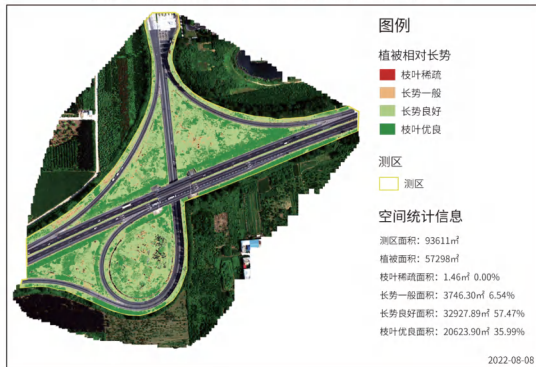 图例
植被相对长势
枝叶稀疏
长势一般
长势良好
枝叶优良
测区
测区
空间统计信息
测区面积：93611㎡
植被面积：57298㎡
枝叶稀疏面积：1.46㎡ 0.00%
长势一般面积：3746.30㎡ 6.54%
长势良好面积：32927.89㎡ 57.47%
枝叶优良面积：20623.90㎡ 35.99%
2022-08-08